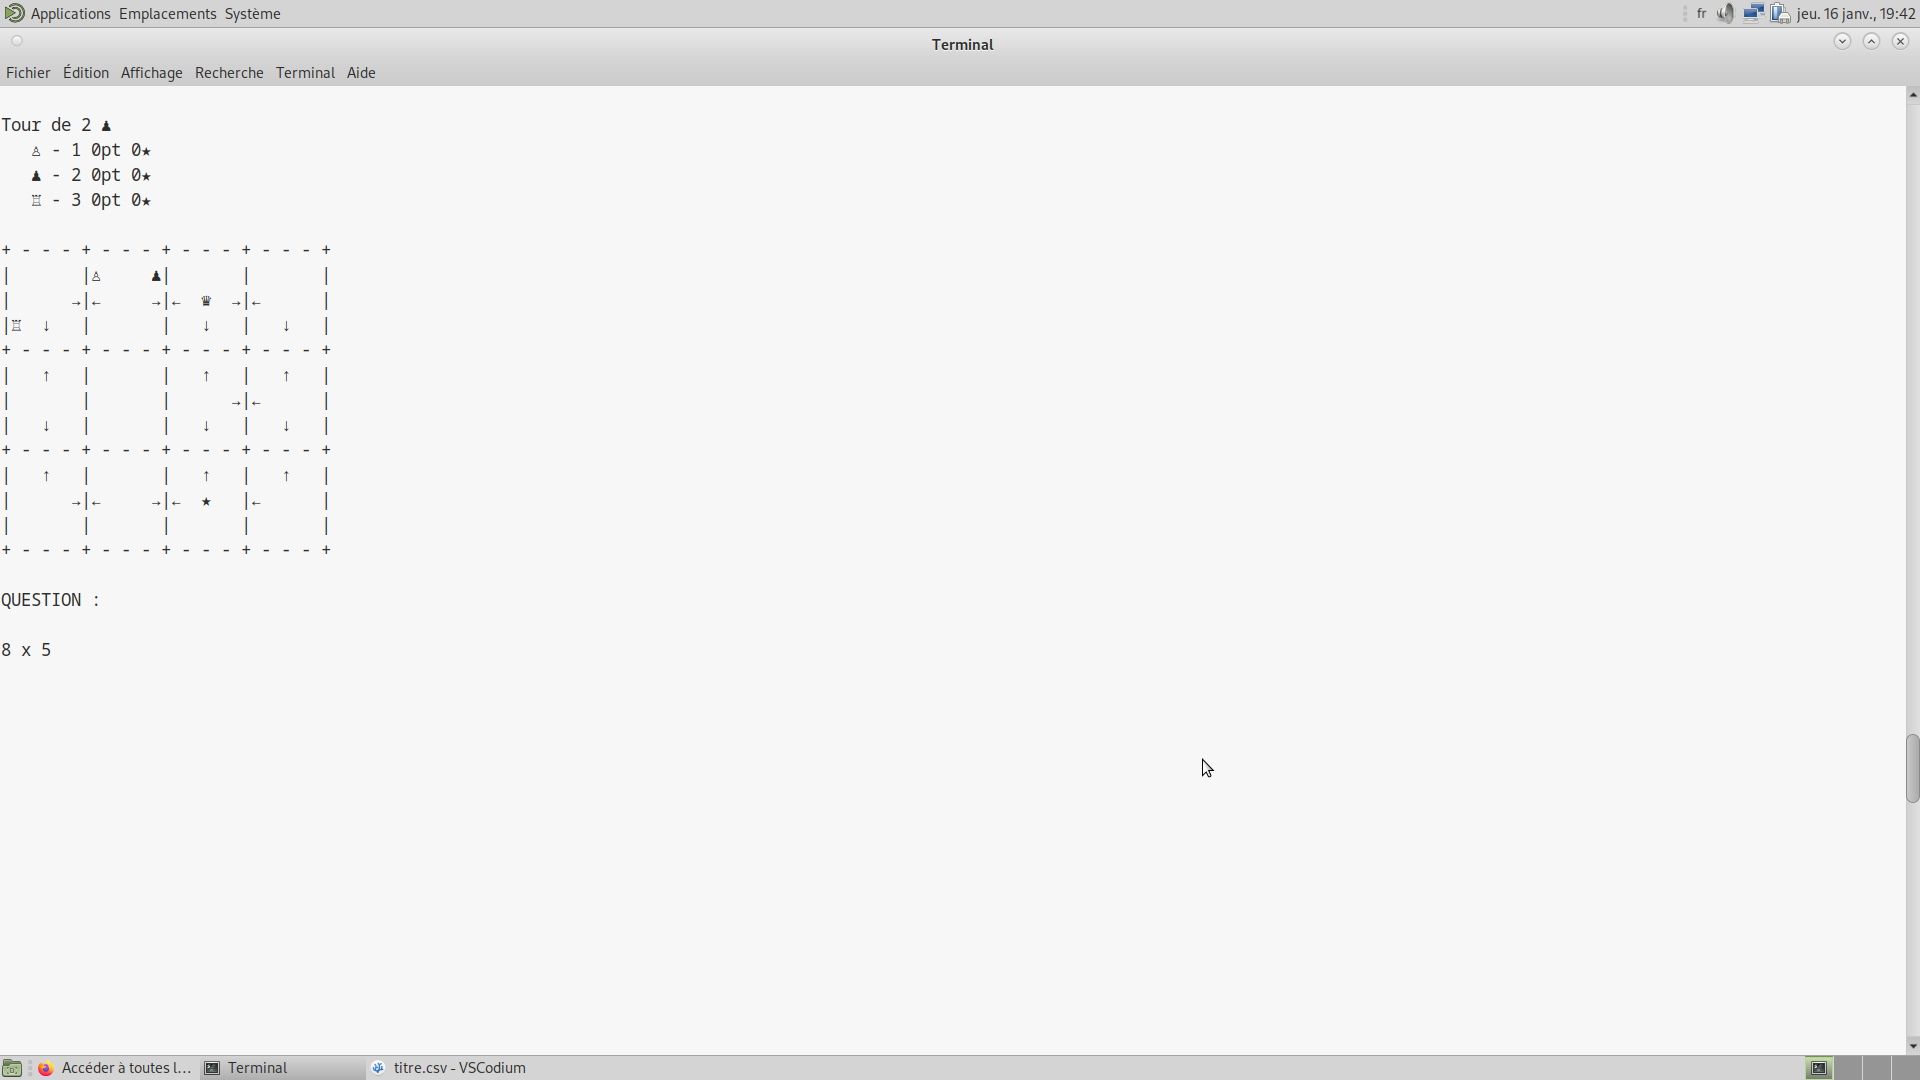 Applications Emplacements Système fr jeu. 16 janv., 19:42
Terminal
Fichier Édition Affichage Recherche Terminal Aide
Tour de 2 ♟
♙ - 1 0pt 0★
♟ - 2 0pt 0★
♖ - 3 0pt 0★
+ - - - + - - - + - - - + - - - +
|       |♙     ♟|       |       |
|      →|←     →|←  ♛  →|←      |
|♖  ↓   |       |   ↓   |   ↓   |
+ - - - + - - - + - - - + - - - +
|   ↑   |       |   ↑   |   ↑   |
|       |       |      →|←      |
|   ↓   |       |   ↓   |   ↓   |
+ - - - + - - - + - - - + - - - +
|   ↑   |       |   ↑   |   ↑   |
|      →|←     →|←  ★   |←      |
|       |       |       |       |
+ - - - + - - - + - - - + - - - +
QUESTION :
8 x 5
Accéder à toutes l... Terminal titre.csv - VSCodium